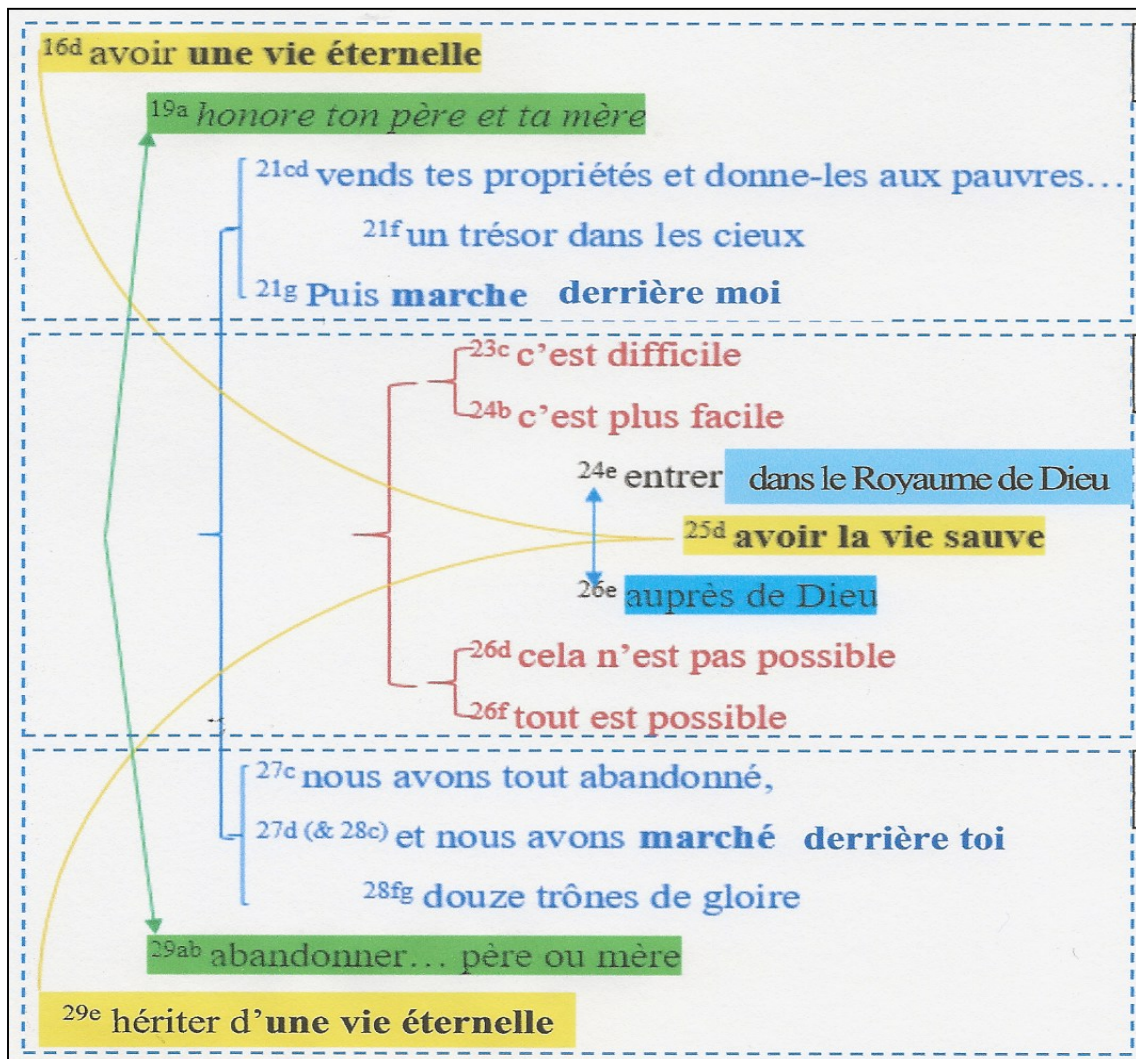 16d avoir une vie éternelle
19a honore ton père et ta mère
21cd vends tes propriétés et donne-les aux pauvres…
21f un trésor dans les cieux
21g Puis marche derrière moi
23c c'est difficile
24b c'est plus facile
24e entrer dans le Royaume de Dieu
25d avoir la vie sauve
26e auprès de Dieu
26d cela n'est pas possible
26f tout est possible
27c nous avons tout abandonné,
27d (& 28c) et nous avons marché derrière toi
28fg douze trônes de gloire
29ab abandonner… père ou mère
29e hériter d'une vie éternelle